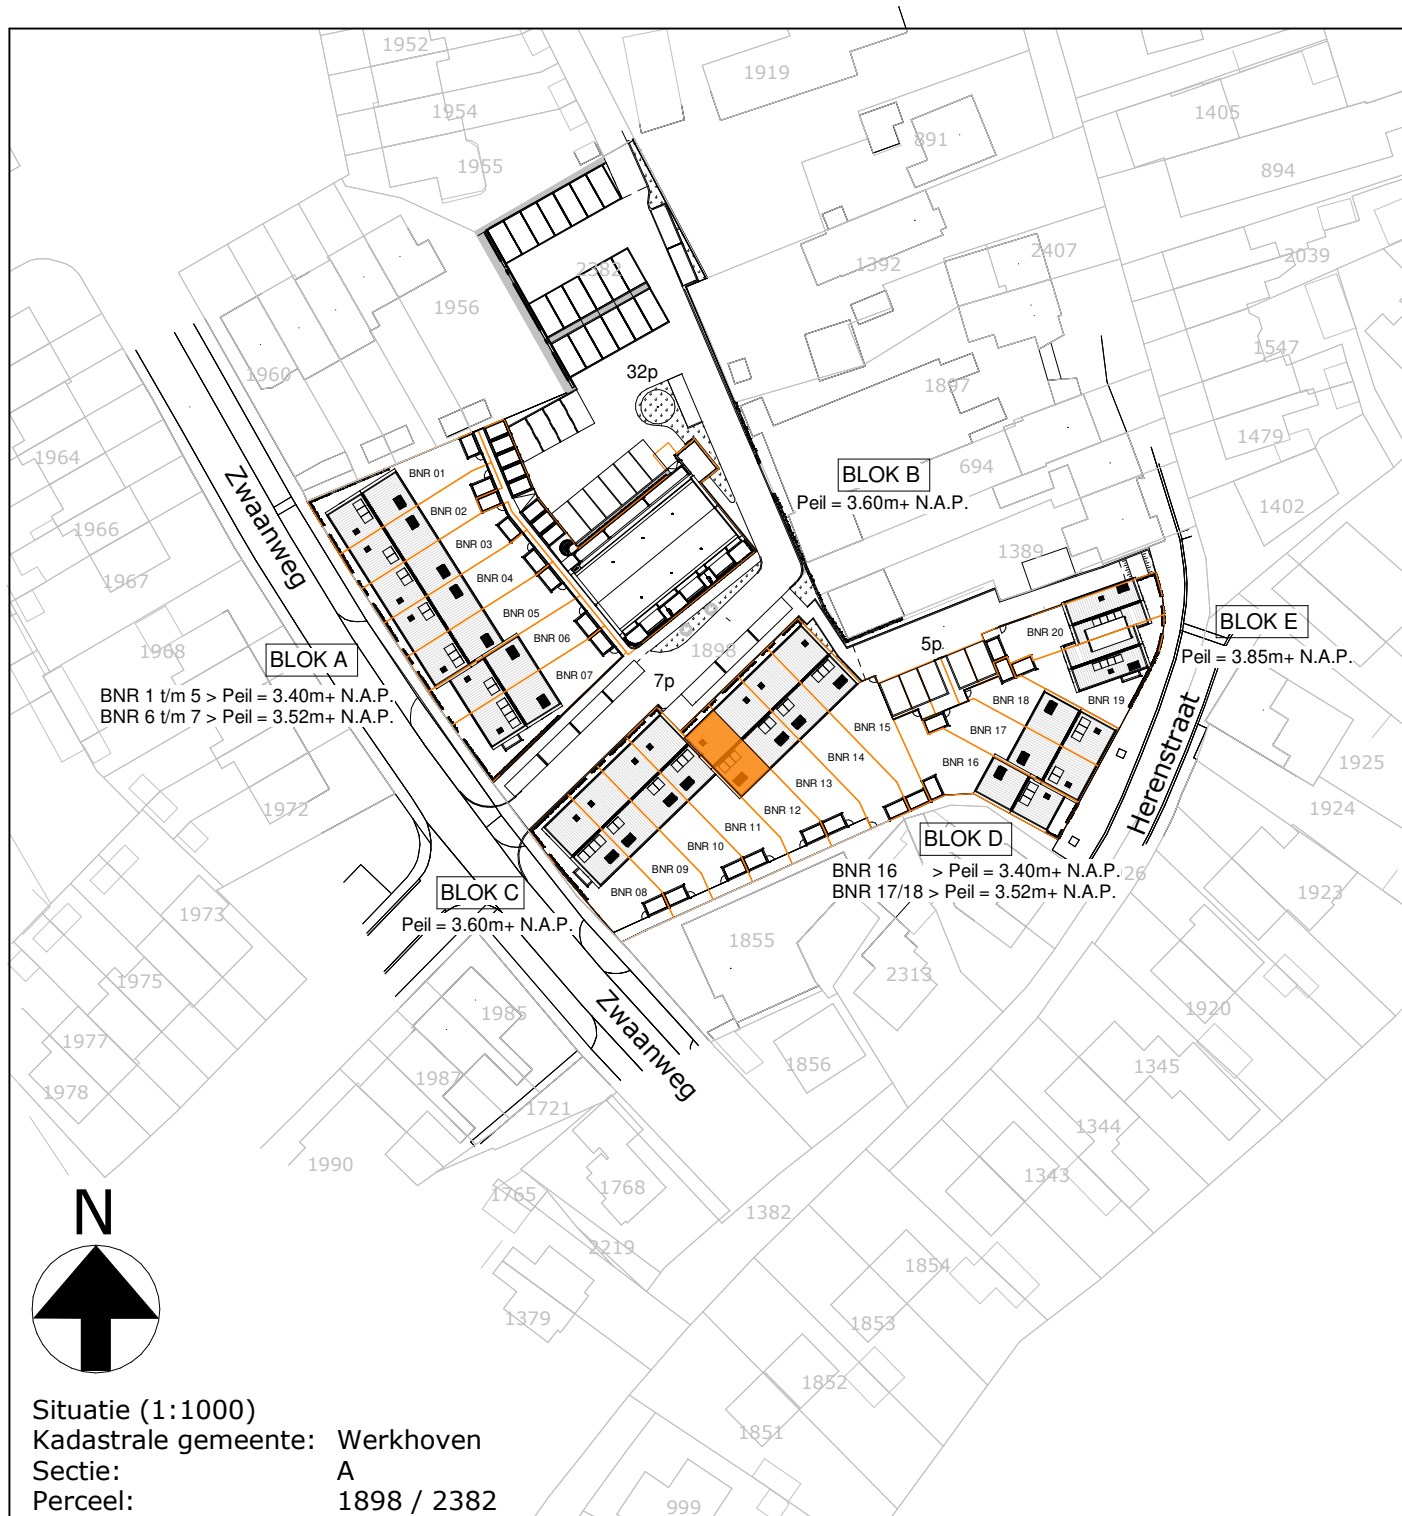 1952
1919
1954
1405
891
1955
894
2407
2382
1392
2039
1956
1547
1960
32p
1897
BNR 01
1479
1964
Zwaanweg
BLOK B
694
Peil = 3.60m+ N.A.P.
1402
BNR 02
1966
BNR 03
1389
1967
BNR 04
BNR 05
BLOK E
BNR 06
BNR 20
1968
1898
5p
BLOK A
Peil = 3.85m+ N.A.P.
BNR 07
7p
BNR 1 t/m 5 > Peil = 3.40m+ N.A.P.
BNR 6 t/m 7 > Peil = 3.52m+ N.A.P.
BNR 18
BNR 19
BNR 15
BNR 17
BNR 14
Herenstraat
BNR 16
1925
BNR 13
1972
1924
BNR 12
BNR 11
BLOK D
BNR 10
BNR 09
BNR 16 > Peil = 3.40m+ N.A.P.
BNR 17/18 > Peil = 3.52m+ N.A.P.
26
BNR 08
BLOK C
1923
1973
Peil = 3.60m+ N.A.P.
1855
2313
1975
1920
1985
Zwaanweg
1977
1856
1345
1987
1978
1721
1344
1990
1343
1765
1768
1382
N
2219
1854
1379
1853
1852
Situatie (1:1000)
1851
Kadastrale gemeente: Werkhoven
Sectie: A
Perceel: 1898 / 2382
999